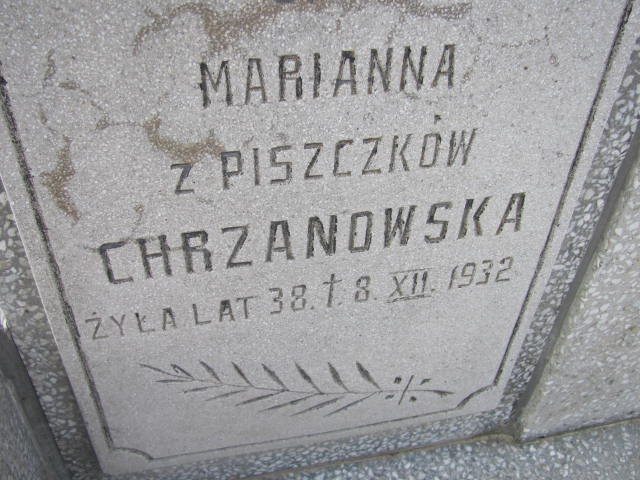 MARIANNA
Z PISZCZKÓW
CHRZANOWSKA
ŻYŁA LAT 38. †. 8. XII. 1932